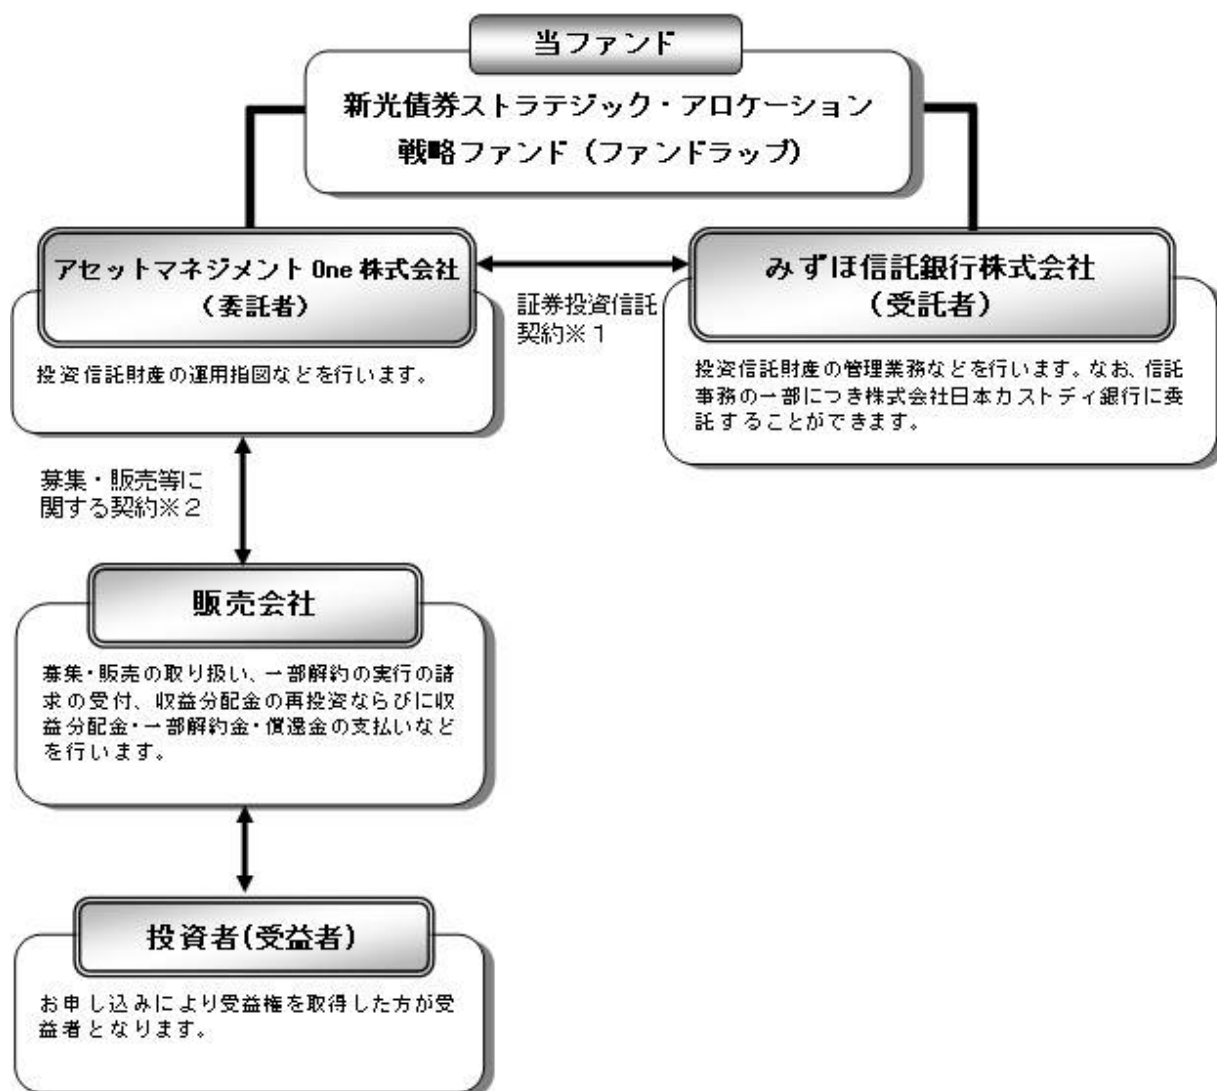 当ファンド
新光債券ストラテジック・アロケーション
戦略ファンド（ファンドラップ）
アセットマネジメント One 株式会社
（委託者）
投資信託財産の運用指図などを行います。
証券投資信託
契約※１
みずほ信託銀行株式会社
（受託者）
投資信託財産の管理業務などを行います。なお、信託
事務の一部につき株式会社日本カストディ銀行に委
託することができます。
募集・販売等に
関する契約※２
販売会社
募集・販売の取り扱い、一部解約の実行の請
求の受付、収益分配金の再投資ならびに収
益分配金・一部解約金・償還金の支払いなど
を行います。
投資者(受益者)
お申し込みにより受益権を取得した方が受
益者となります。